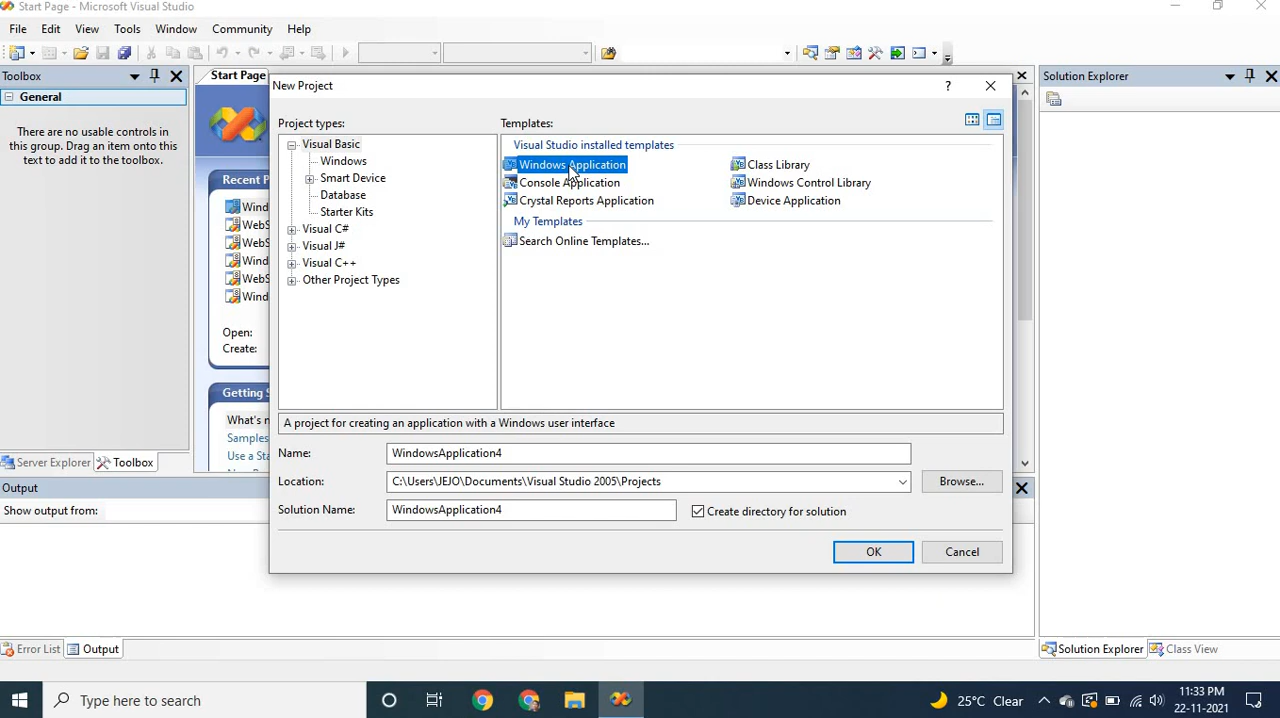 Start Page - Microsoft Visual Studio
File Edit View Tools Window Community Help
Toolbox
General
There are no usable controls in
this group. Drag an item onto this
text to add it to the toolbox.
Server Explorer Toolbox
Start Page
Recent P
Wind
WebS
WebS
Wind
WebS
Wind
Open:
Create:
Getting S
What's n
Samples
Use a Sta
New Project
?
Project types:
Visual Basic
Windows
Smart Device
Database
Starter Kits
Visual C#
Visual J#
Visual C++
Other Project Types
Templates:
Visual Studio installed templates
Windows Application
Console Application
Crystal Reports Application
Class Library
Windows Control Library
Device Application
My Templates
Search Online Templates...
A project for creating an application with a Windows user interface
Name: WindowsApplication4
Location: C:\Users\JEJO\Documents\Visual Studio 2005\Projects Browse...
Solution Name: WindowsApplication4 Create directory for solution
OK Cancel
Solution Explorer
Output
Show output from:
Error List Output
Solution Explorer Class View
Type here to search
25°C Clear
11:33 PM
22-11-2021